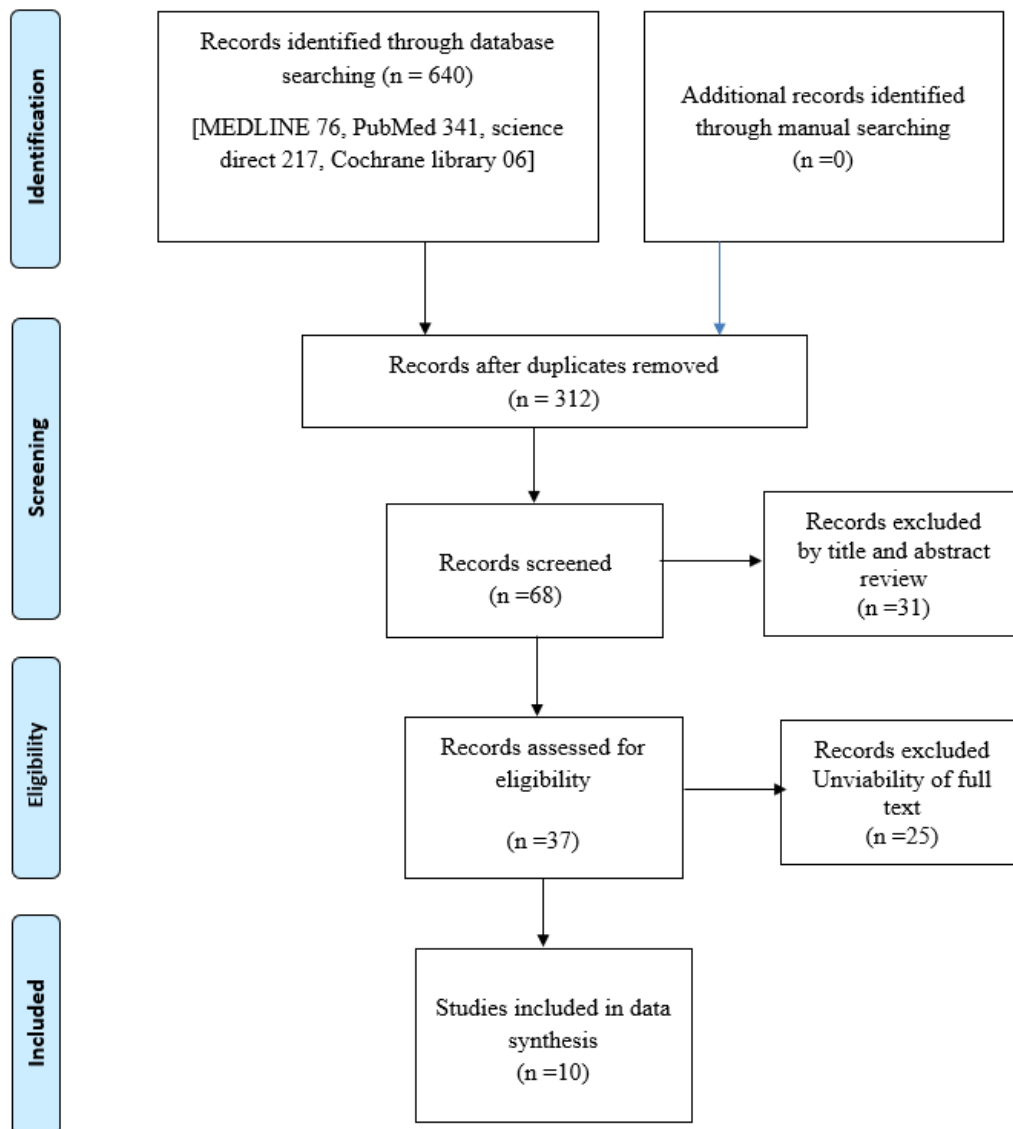 Identification
Records identified through database
searching (n = 640)
[MEDLINE 76, PubMed 341, science
direct 217, Cochrane library 06]
Additional records identified
through manual searching
(n =0)
Screening
Records after duplicates removed
(n = 312)
Records screened
(n =68)
Records excluded
by title and abstract
review
(n =31)
Eligibility
Records assessed for
eligibility
(n =37)
Records excluded
Unviability of full
text
(n =25)
Included
Studies included in data
synthesis
(n =10)